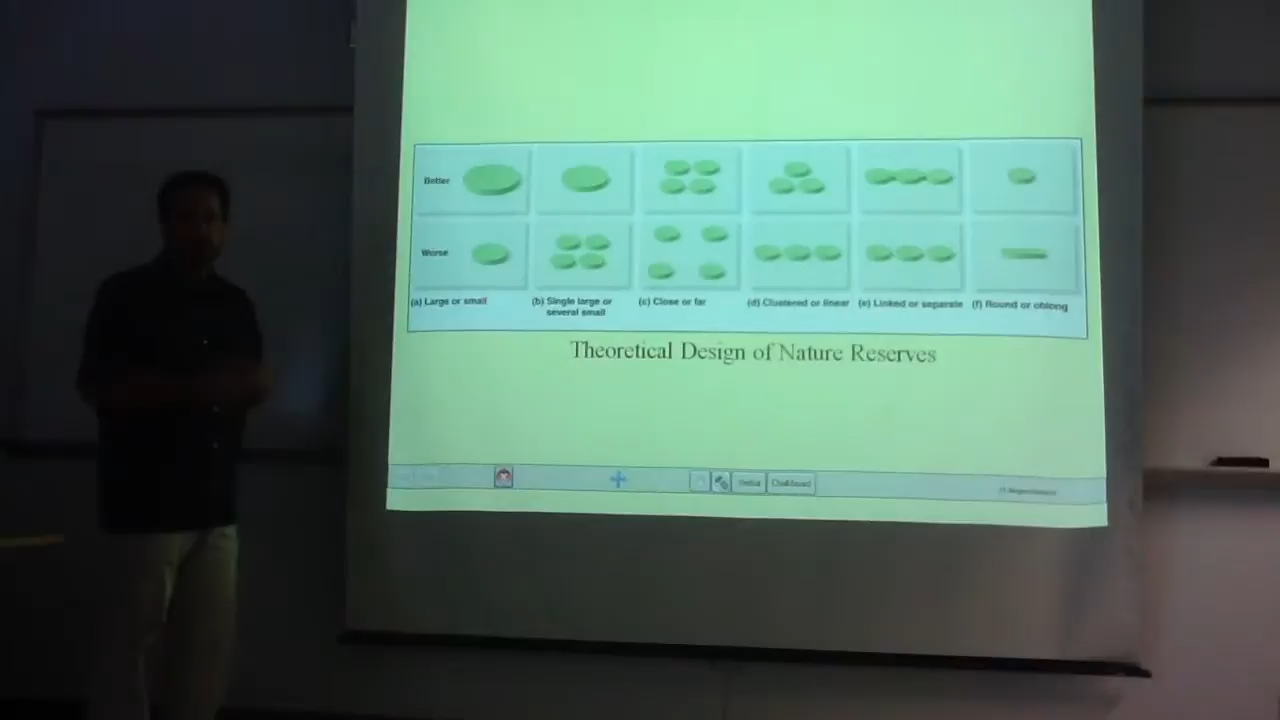 Better
Worse
(a) Large or small
(b) Single large or
several small
(c) Close or far
(d) Clustered or linear
(e) Linked or separate
(f) Round or oblong
Theoretical Design of Nature Reserves
Chalkboard